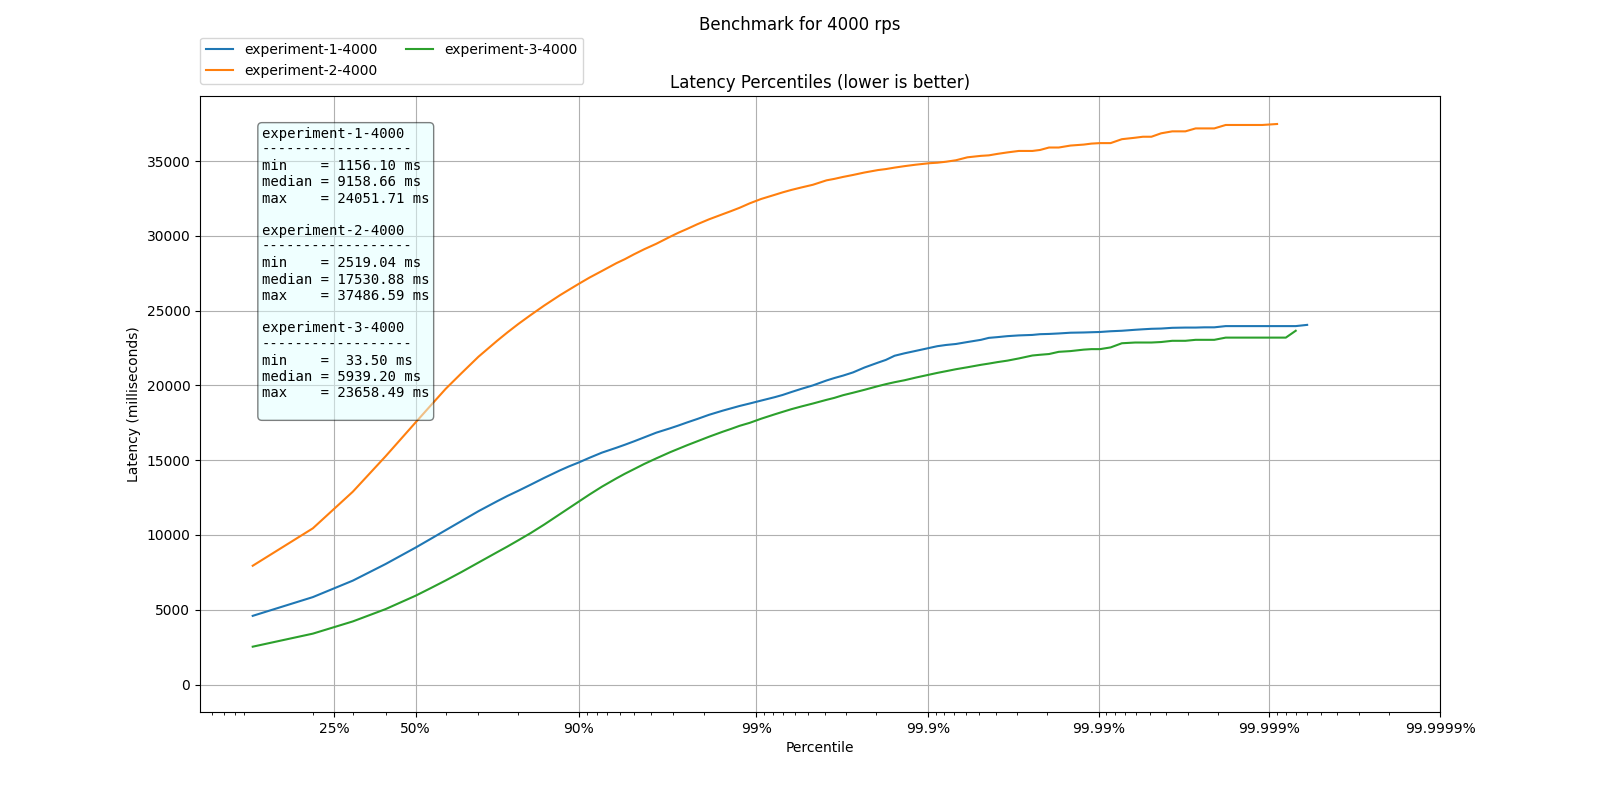 Benchmark for 4000 rps
experiment-1-4000
experiment-2-4000
experiment-3-4000
Latency Percentiles (lower is better)
experiment-1-4000
------------------
min    = 1156.10 ms
median = 9158.66 ms
max    = 24051.71 ms
experiment-2-4000
------------------
min    = 2519.04 ms
median = 17530.88 ms
max    = 37486.59 ms
experiment-3-4000
------------------
min    =  33.50 ms
median = 5939.20 ms
max    = 23658.49 ms
35000
30000
25000
20000
15000
10000
5000
0
Latency (milliseconds)
25% 50% 90% 99% 99.9% 99.99% 99.999% 99.9999%
Percentile